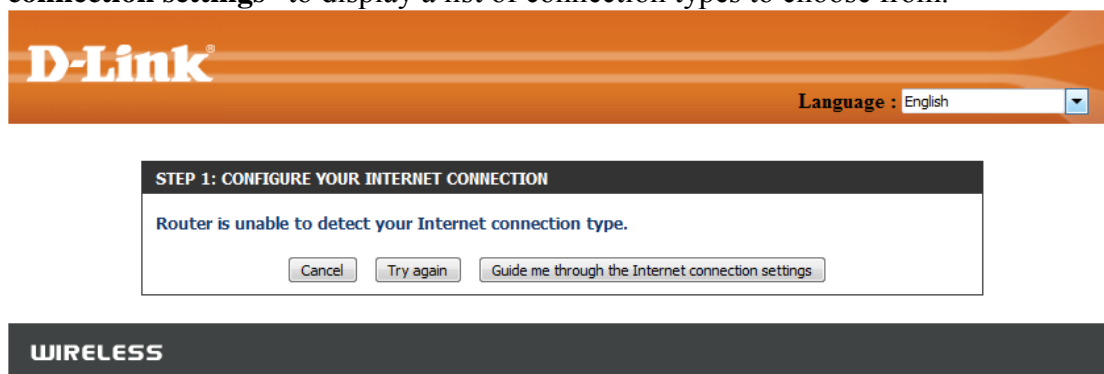 connection settings" to display a list of connection types to choose from.
D-Link®
Language : English
STEP 1: CONFIGURE YOUR INTERNET CONNECTION
Router is unable to detect your Internet connection type.
Cancel Try again Guide me through the Internet connection settings
WIRELESS